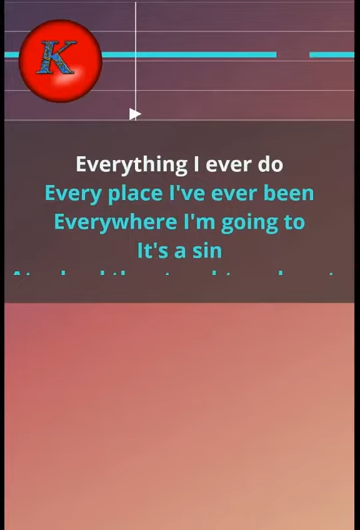 K
Everything I ever do
Every place I've ever been
Everywhere I'm going to
It's a sin